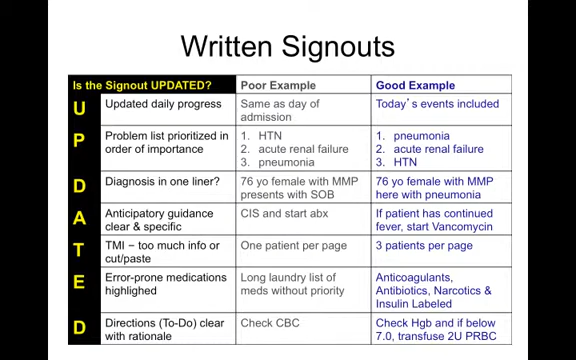 Written Signouts
Is the Signout UPDATED? Poor Example Good Example
U Updated daily progress Same as day of admission Today's events included
P Problem list prioritized in order of importance 1. HTN 2. acute renal failure 3. pneumonia 1. pneumonia 2. acute renal failure 3. HTN
D Diagnosis in one liner? 76 yo female with MMP presents with SOB 76 yo female with MMP here with pneumonia
A Anticipatory guidance clear & specific CIS and start abx If patient has continued fever, start Vancomycin
T TMI – too much info or cut/paste One patient per page 3 patients per page
E Error-prone medications highlighed Long laundry list of meds without priority Anticoagulants, Antibiotics, Narcotics & Insulin Labeled
D Directions (To-Do) clear with rationale Check CBC Check Hgb and if below 7.0, transfuse 2U PRBC